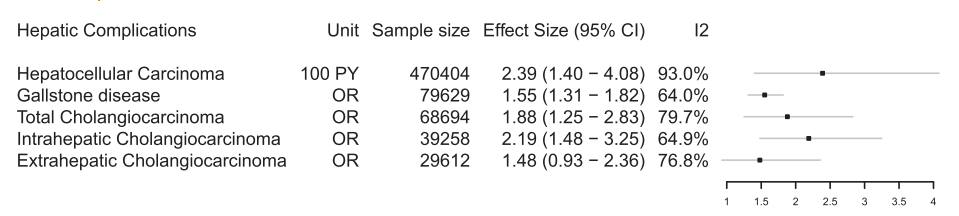 Hepatic Complications Unit Sample size Effect Size (95% CI) I2
Hepatocellular Carcinoma 100 PY 470404 2.39 (1.40 − 4.08) 93.0%
Gallstone disease OR 79629 1.55 (1.31 − 1.82) 64.0%
Total Cholangiocarcinoma OR 68694 1.88 (1.25 − 2.83) 79.7%
Intrahepatic Cholangiocarcinoma OR 39258 2.19 (1.48 − 3.25) 64.9%
Extrahepatic Cholangiocarcinoma OR 29612 1.48 (0.93 − 2.36) 76.8%
1 1.5 2 2.5 3 3.5 4